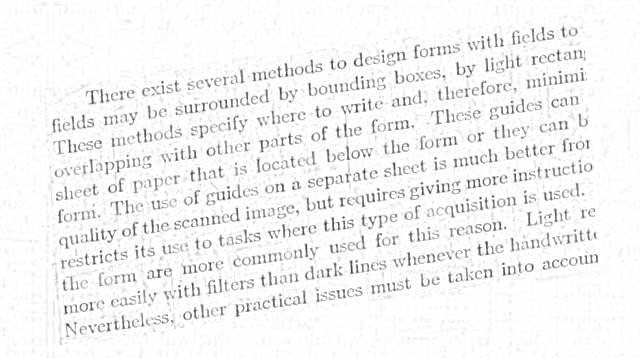 There exist several methods to design forms with fields to
fields may be surrounded by bounding boxes, by light rectan
These methods specify where to write and, therefore, minimi
overlapping with other parts of the form. These guides can
sheet of paper that is located below the form or they can b
form. The use of guides on a separate sheet is much better fror
quality of the scanned image, but requires giving more instructio
restricts its use to tasks where this type of acquisition is used.
the form are more commonly used for this reason. Light re
more easily with filters than dark lines whenever the handwritt
Nevertheless, other practical issues must be taken into accoun